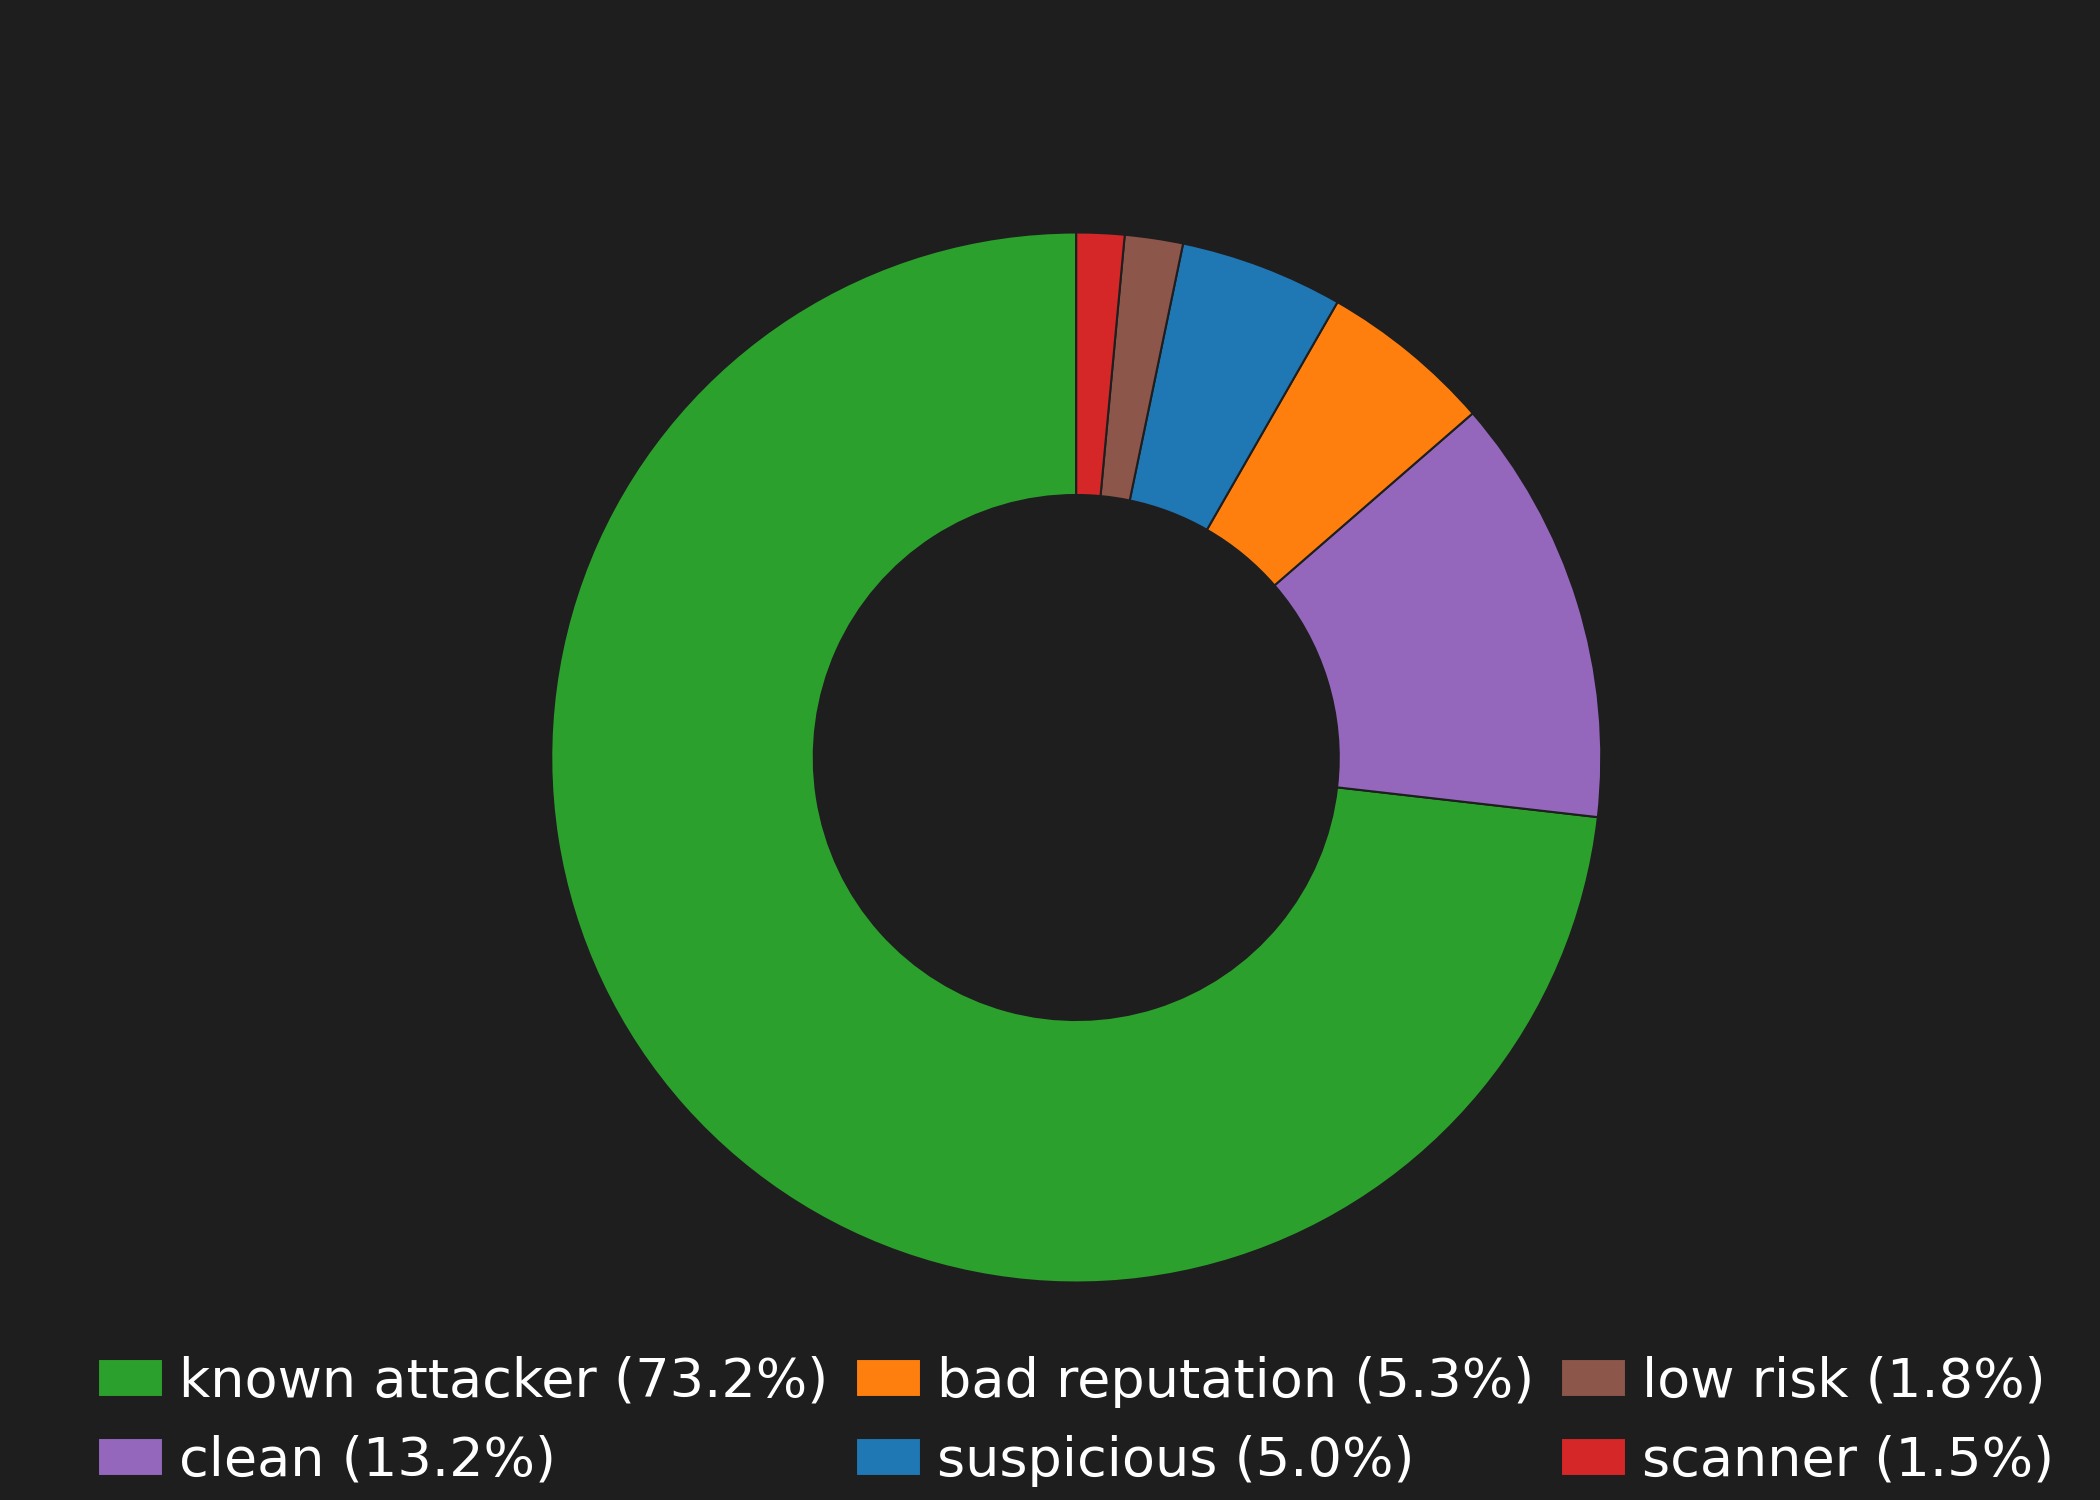 known attacker (73.2%)
clean (13.2%)
bad reputation (5.3%)
suspicious (5.0%)
low risk (1.8%)
scanner (1.5%)